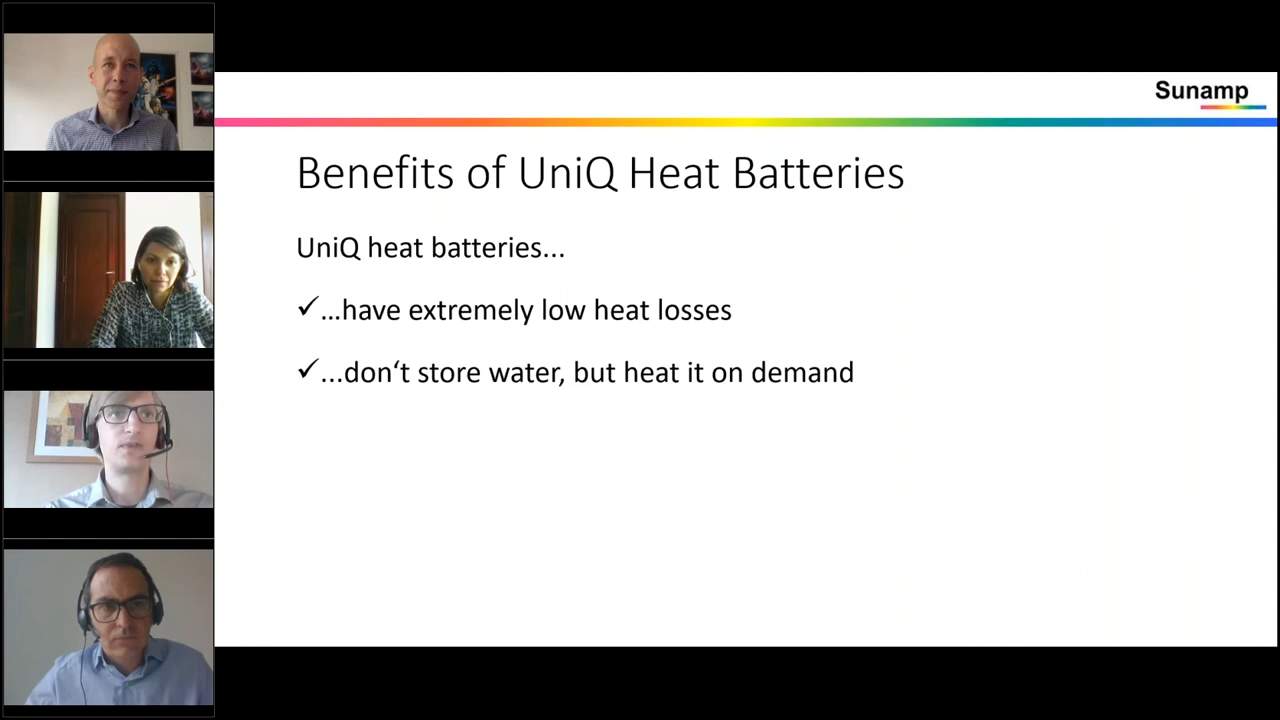 Sunamp
Benefits of UniQ Heat Batteries
UniQ heat batteries...
✓...have extremely low heat losses
✓...don‘t store water, but heat it on demand